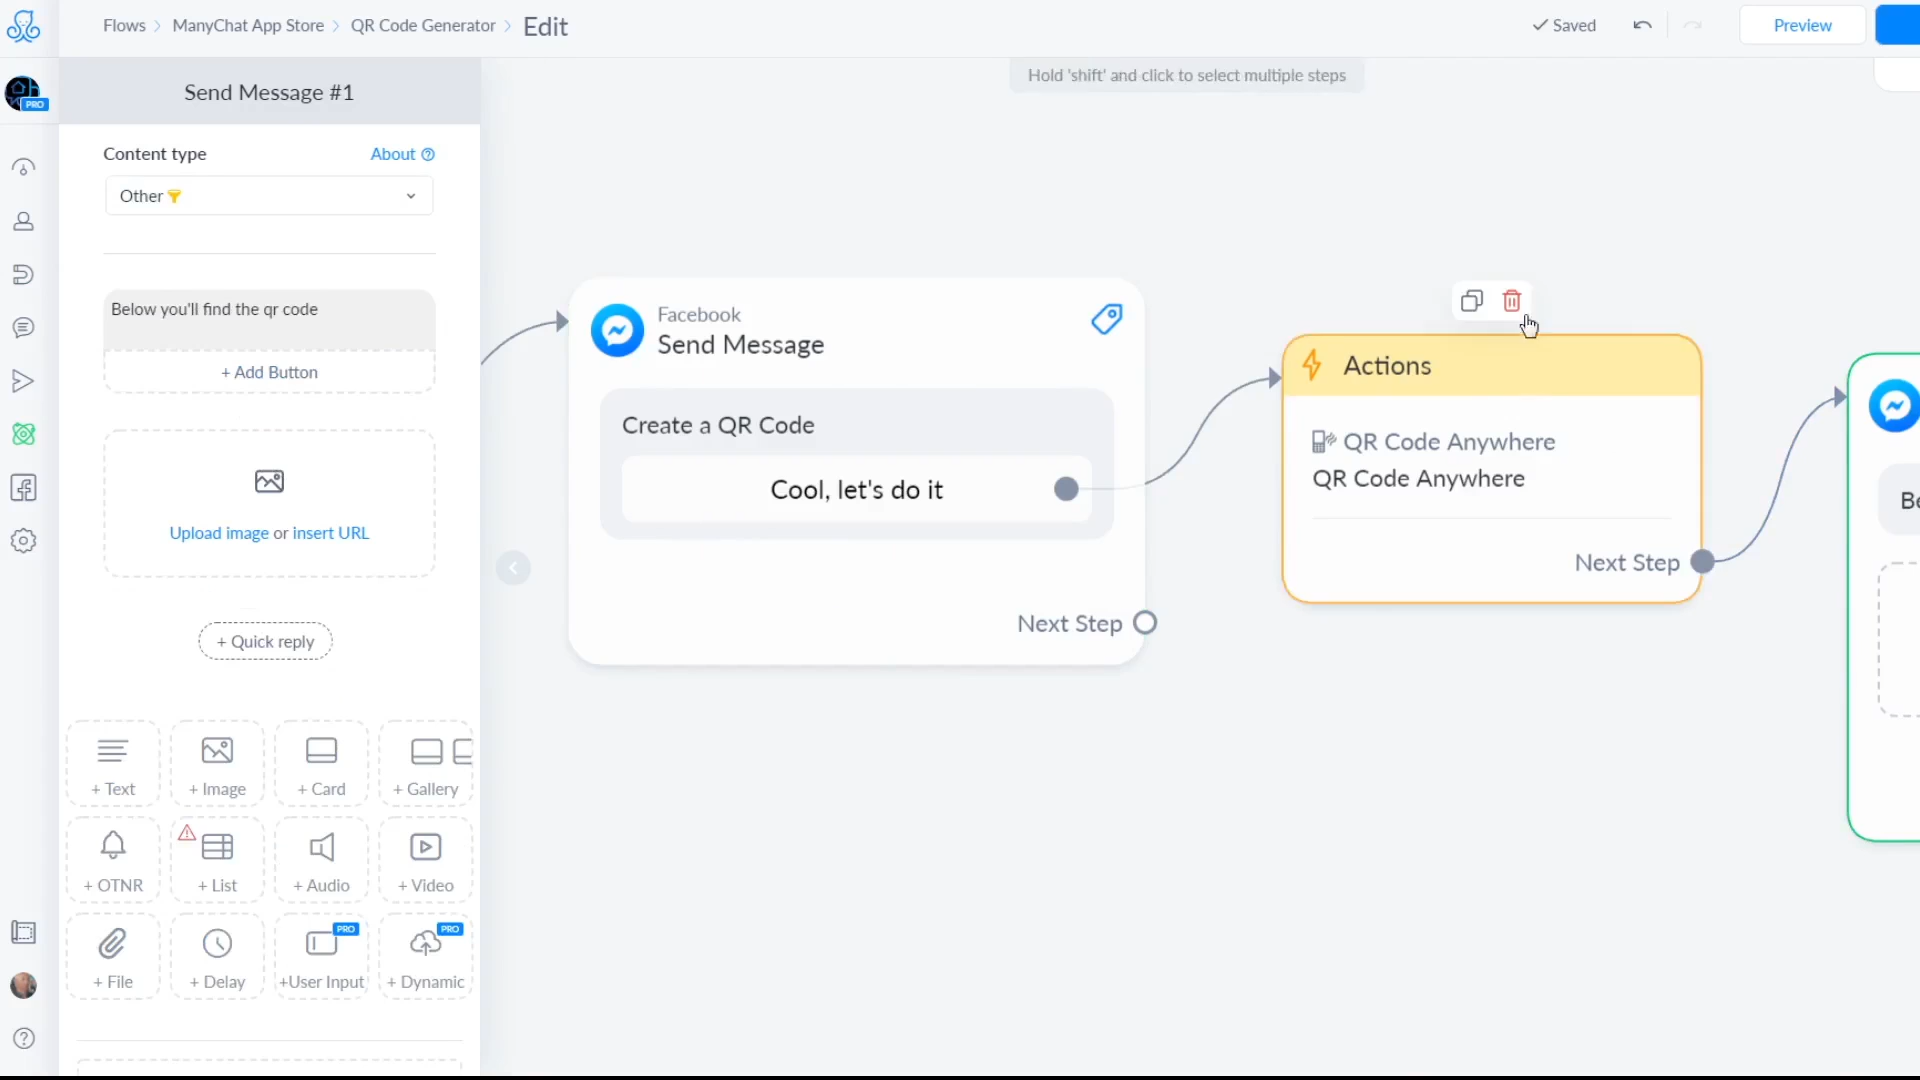 Flows
ManyChat App Store
QR Code Generator
Edit
Saved
Preview
PRO
Send Message #1
Hold 'shift' and click to select multiple steps
Content type
About
Other
Below you'll find the qr code
+ Add Button
Upload image or insert URL
+ Quick reply
+ Text
+ Image
+ Card
+ Gallery
+ OTNR
+ List
+ Audio
+ Video
PRO
PRO
+ File
+ Delay
+User Input
+ Dynamic
Facebook
Send Message
Create a QR Code
Cool, let's do it
Next Step
Actions
QR Code Anywhere
QR Code Anywhere
Next Step